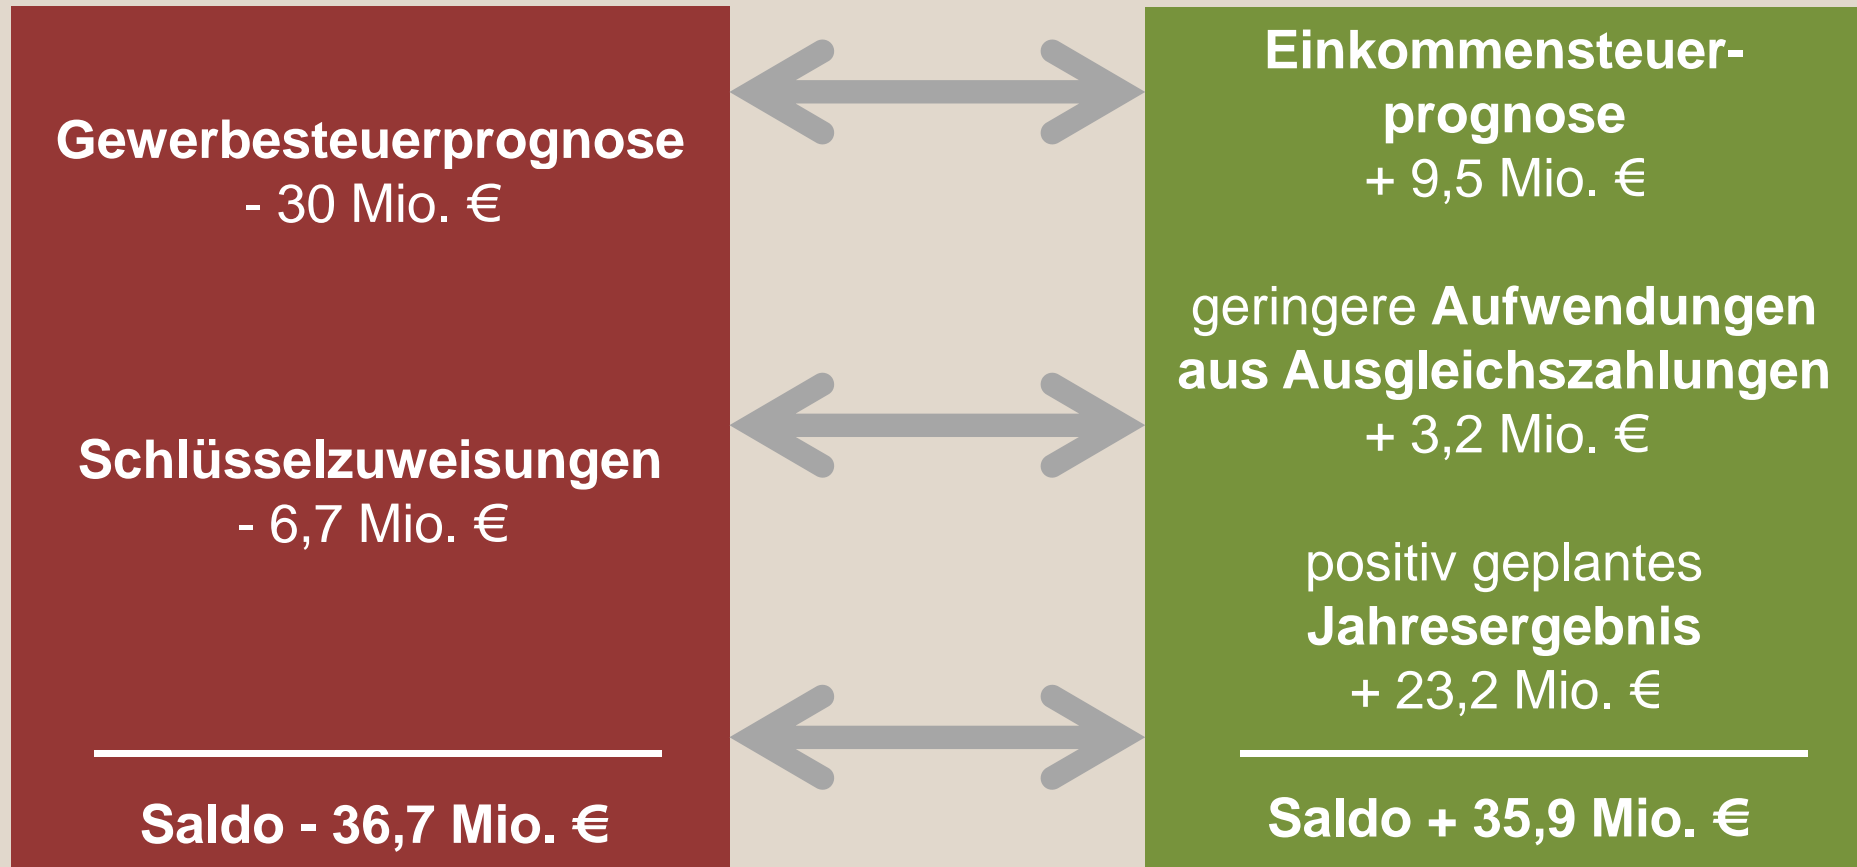 Gewerbesteuerprognose
- 30 Mio. €
Schlüsselzuweisungen
- 6,7 Mio. €
Saldo - 36,7 Mio. €
Einkommensteuer-
prognose
+ 9,5 Mio. €
geringere Aufwendungen
aus Ausgleichszahlungen
+ 3,2 Mio. €
positiv geplantes
Jahresergebnis
+ 23,2 Mio. €
Saldo + 35,9 Mio. €